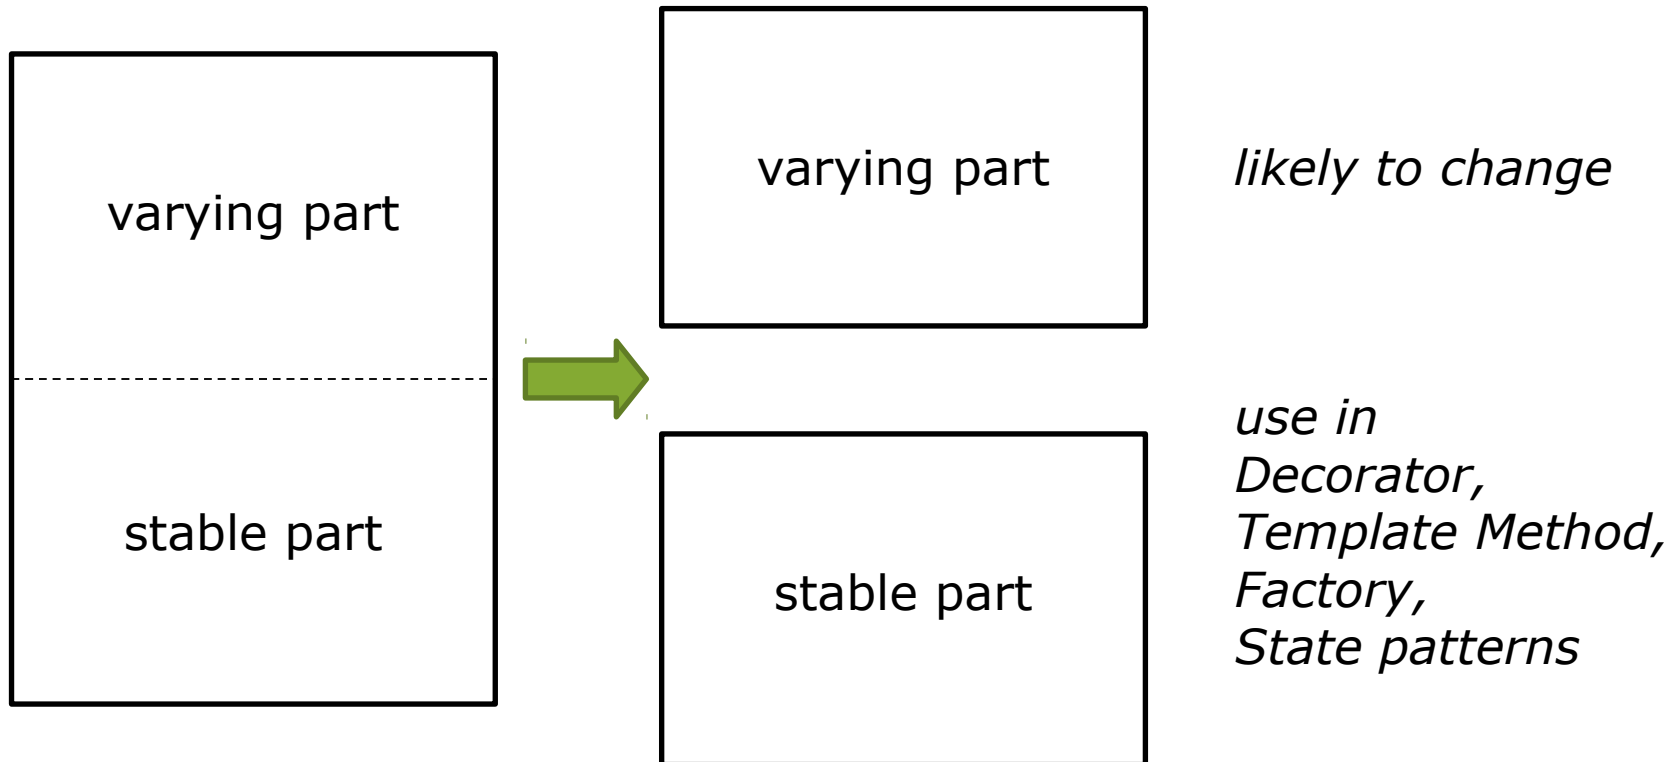 varying part
stable part
varying part
likely to change
stable part
use in
Decorator,
Template Method,
Factory,
State patterns